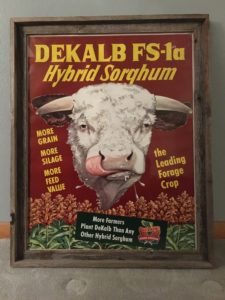 DEKALB FS-1a
Hybrid Sorghum
MORE
GRAIN
MORE
SILAGE
MORE
FEED
VALUE
the
Leading
Forage
Crop
More Farmers
Plant DeKalb Than Any
Other Hybrid Sorghum